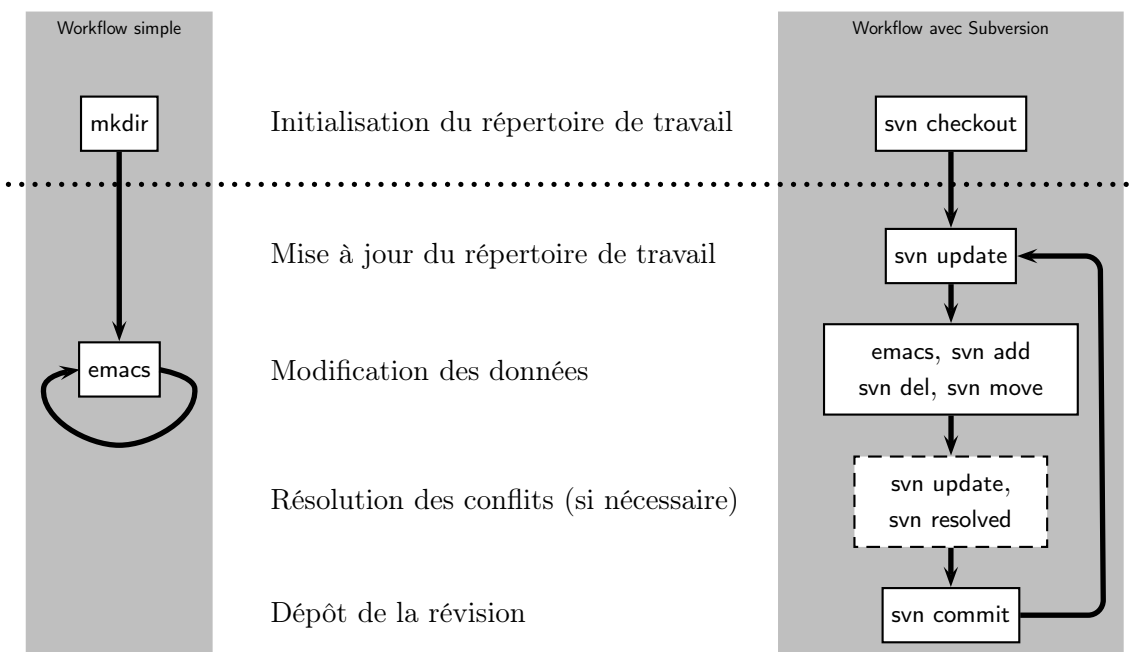 Workflow simple
Workflow avec Subversion
mkdir
Initialisation du répertoire de travail
svn checkout
Mise à jour du répertoire de travail
svn update
emacs
Modification des données
emacs, svn add
svn del, svn move
Résolution des conflits (si nécessaire)
svn update,
svn resolved
Dépôt de la révision
svn commit